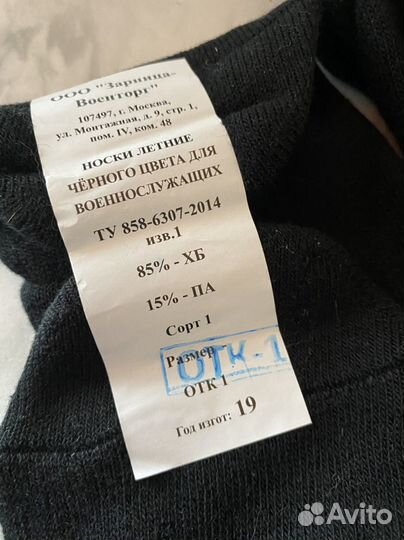 ООО "Зарница-
Военторг"
107497, г. Москва,
ул. Монтажная, д. 9, стр. 1,
пом. IV, ком. 48
НОСКИ ЛЕТНИЕ
ЧЁРНОГО ЦВЕТА ДЛЯ
ВОЕННОСЛУЖАЩИХ
ТУ 858-6307-2014
изв.1
85% - ХБ
15% - ПА
Сорт 1
Размер -
ОТК-1
ОТК 1
Год изгот: 19
Avito